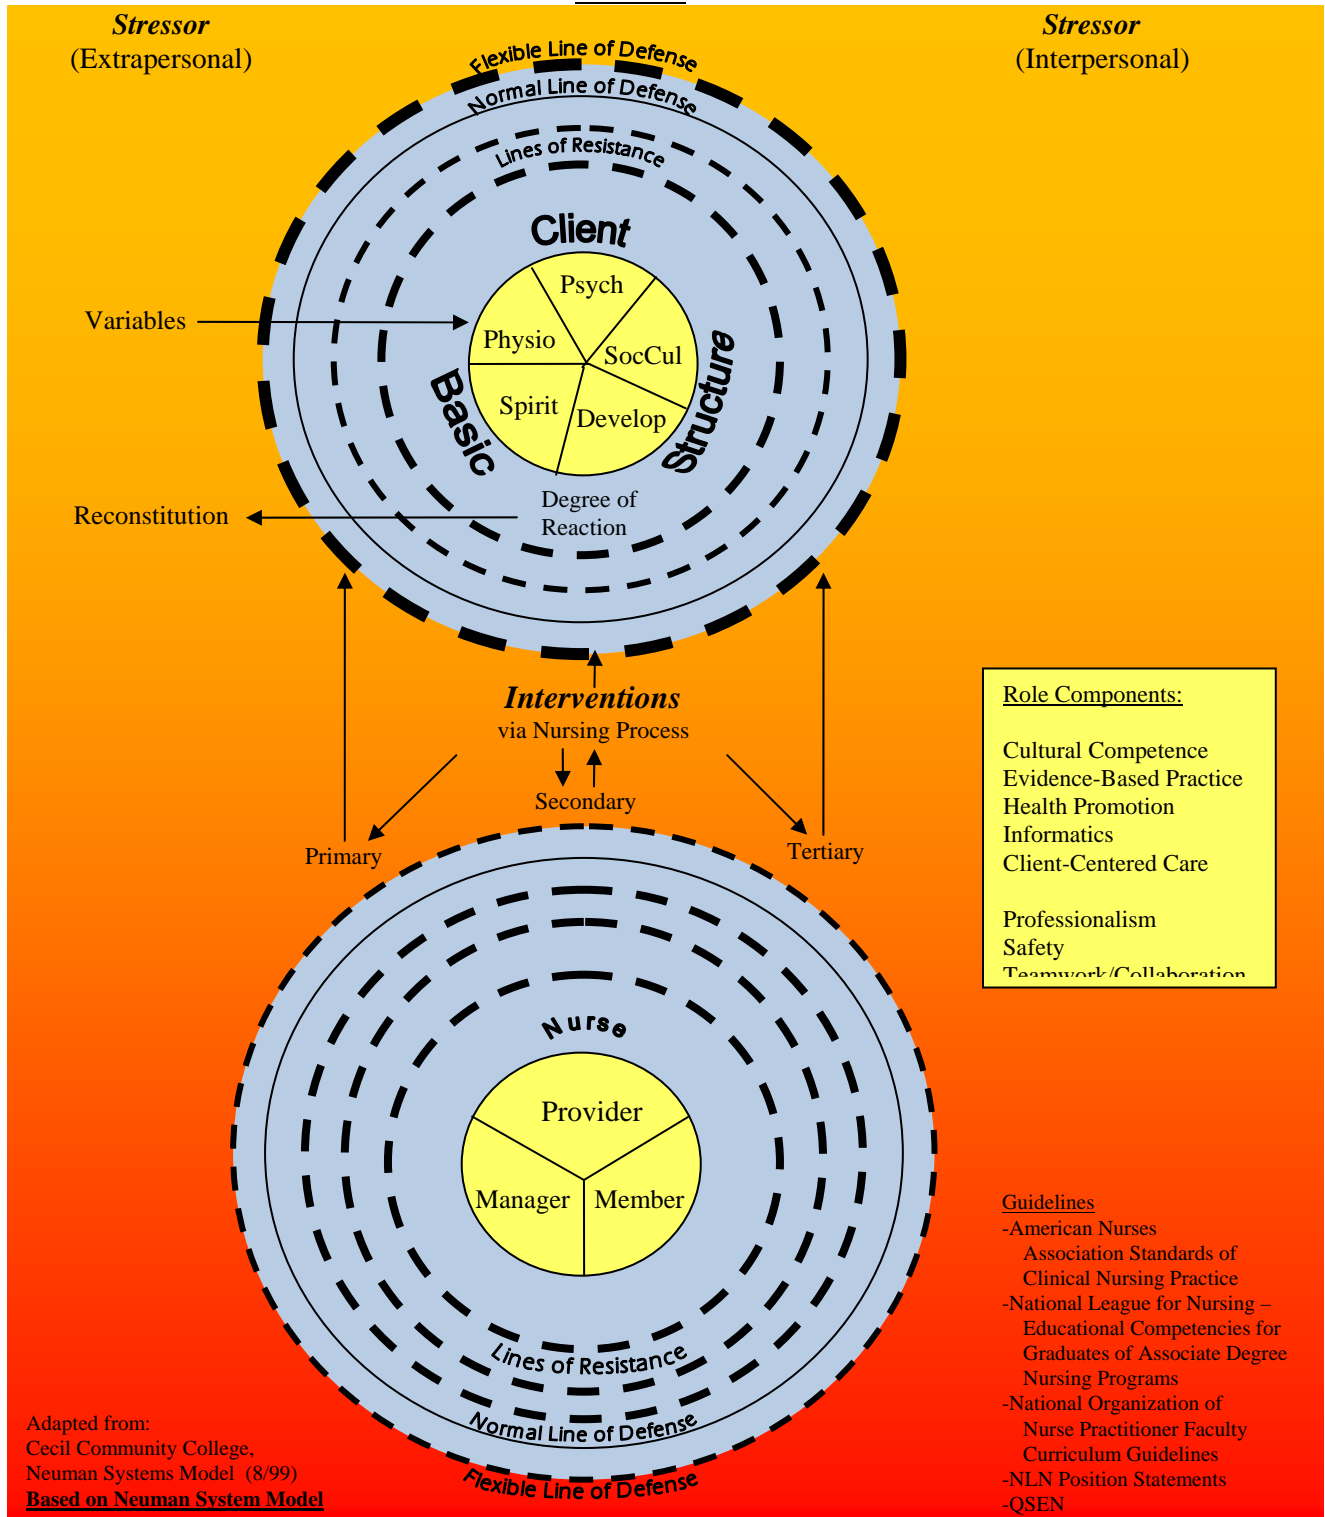 Stressor
(Extrapersonal)
Stressor
(Interpersonal)
Flexible Line of Defense
Normal Line of Defense
Lines of Resistance
Client
Basic
Structure
Psych
Physio
SocCul
Spirit
Develop
Variables
Degree of
Reaction
Reconstitution
Interventions
via Nursing Process
Secondary
Primary
Tertiary
Role Components:
Cultural Competence
Evidence-Based Practice
Health Promotion
Informatics
Client-Centered Care
Professionalism
Safety
Teamwork/Collaboration
Nurse
Provider
Manager
Member
Lines of Resistance
Normal Line of Defense
Flexible Line of Defense
Guidelines
-American Nurses
Association Standards of
Clinical Nursing Practice
-National League for Nursing –
Educational Competencies for
Graduates of Associate Degree
Nursing Programs
-National Organization of
Nurse Practitioner Faculty
Curriculum Guidelines
-NLN Position Statements
-QSEN
Adapted from:
Cecil Community College,
Neuman Systems Model (8/99)
Based on Neuman System Model